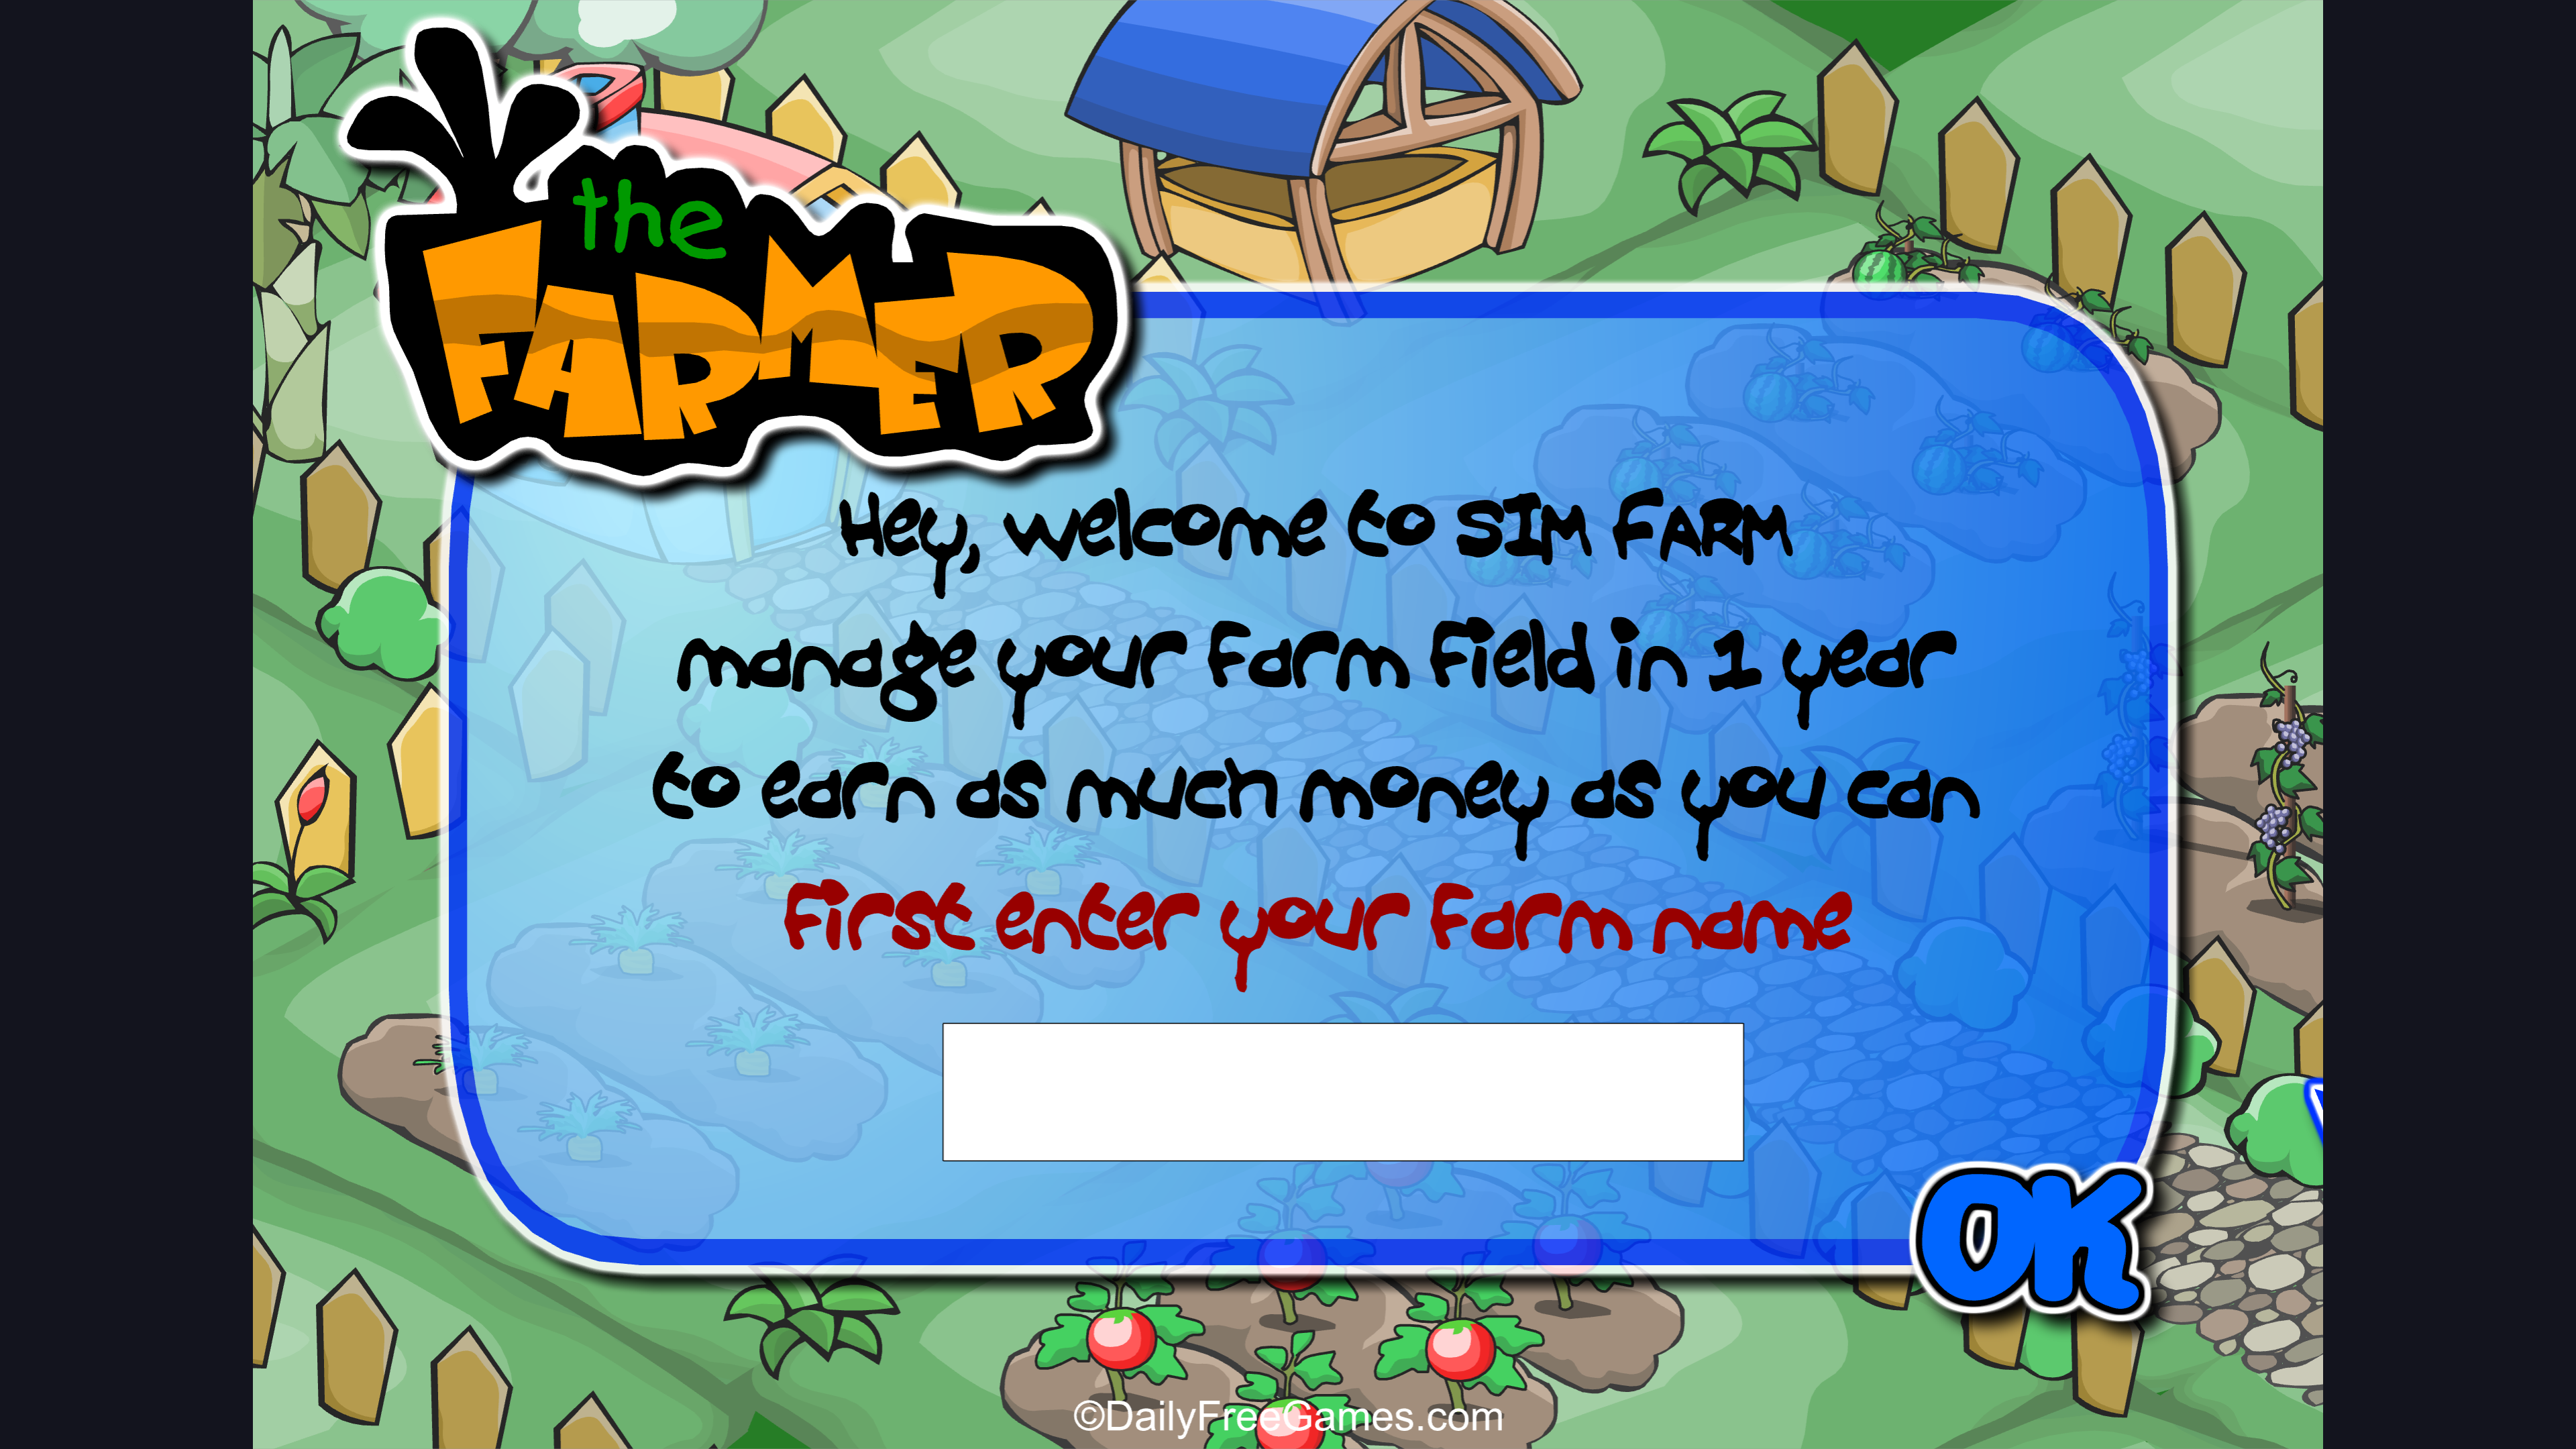 the
FARMER
Hey, welcome to SIM FARM
manage your farm field in 1 year
to earn as much money as you can
first enter your farm name
OK
©DailyFreeGames.com